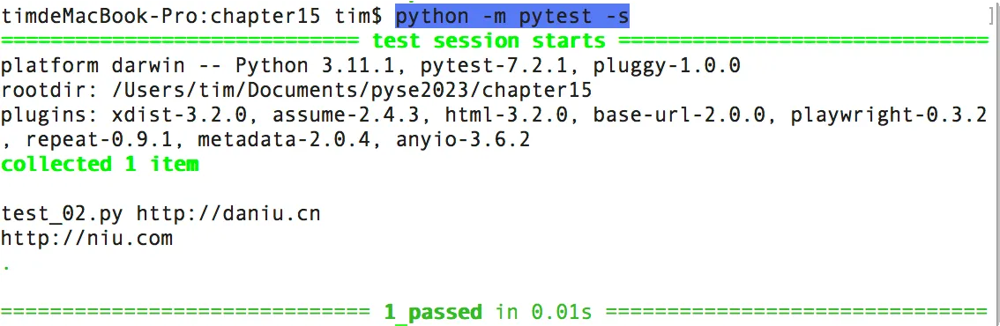 timdeMacBook-Pro:chapter15 tim$ python -m pytest -s ]
============================= test session starts ==============================
platform darwin -- Python 3.11.1, pytest-7.2.1, pluggy-1.0.0
rootdir: /Users/tim/Documents/pyse2023/chapter15
plugins: xdist-3.2.0, assume-2.4.3, html-3.2.0, base-url-2.0.0, playwright-0.3.2
, repeat-0.9.1, metadata-2.0.4, anyio-3.6.2
collected 1 item
test_02.py http://daniu.cn
http://niu.com
.
============================== 1 passed in 0.01s ===============================